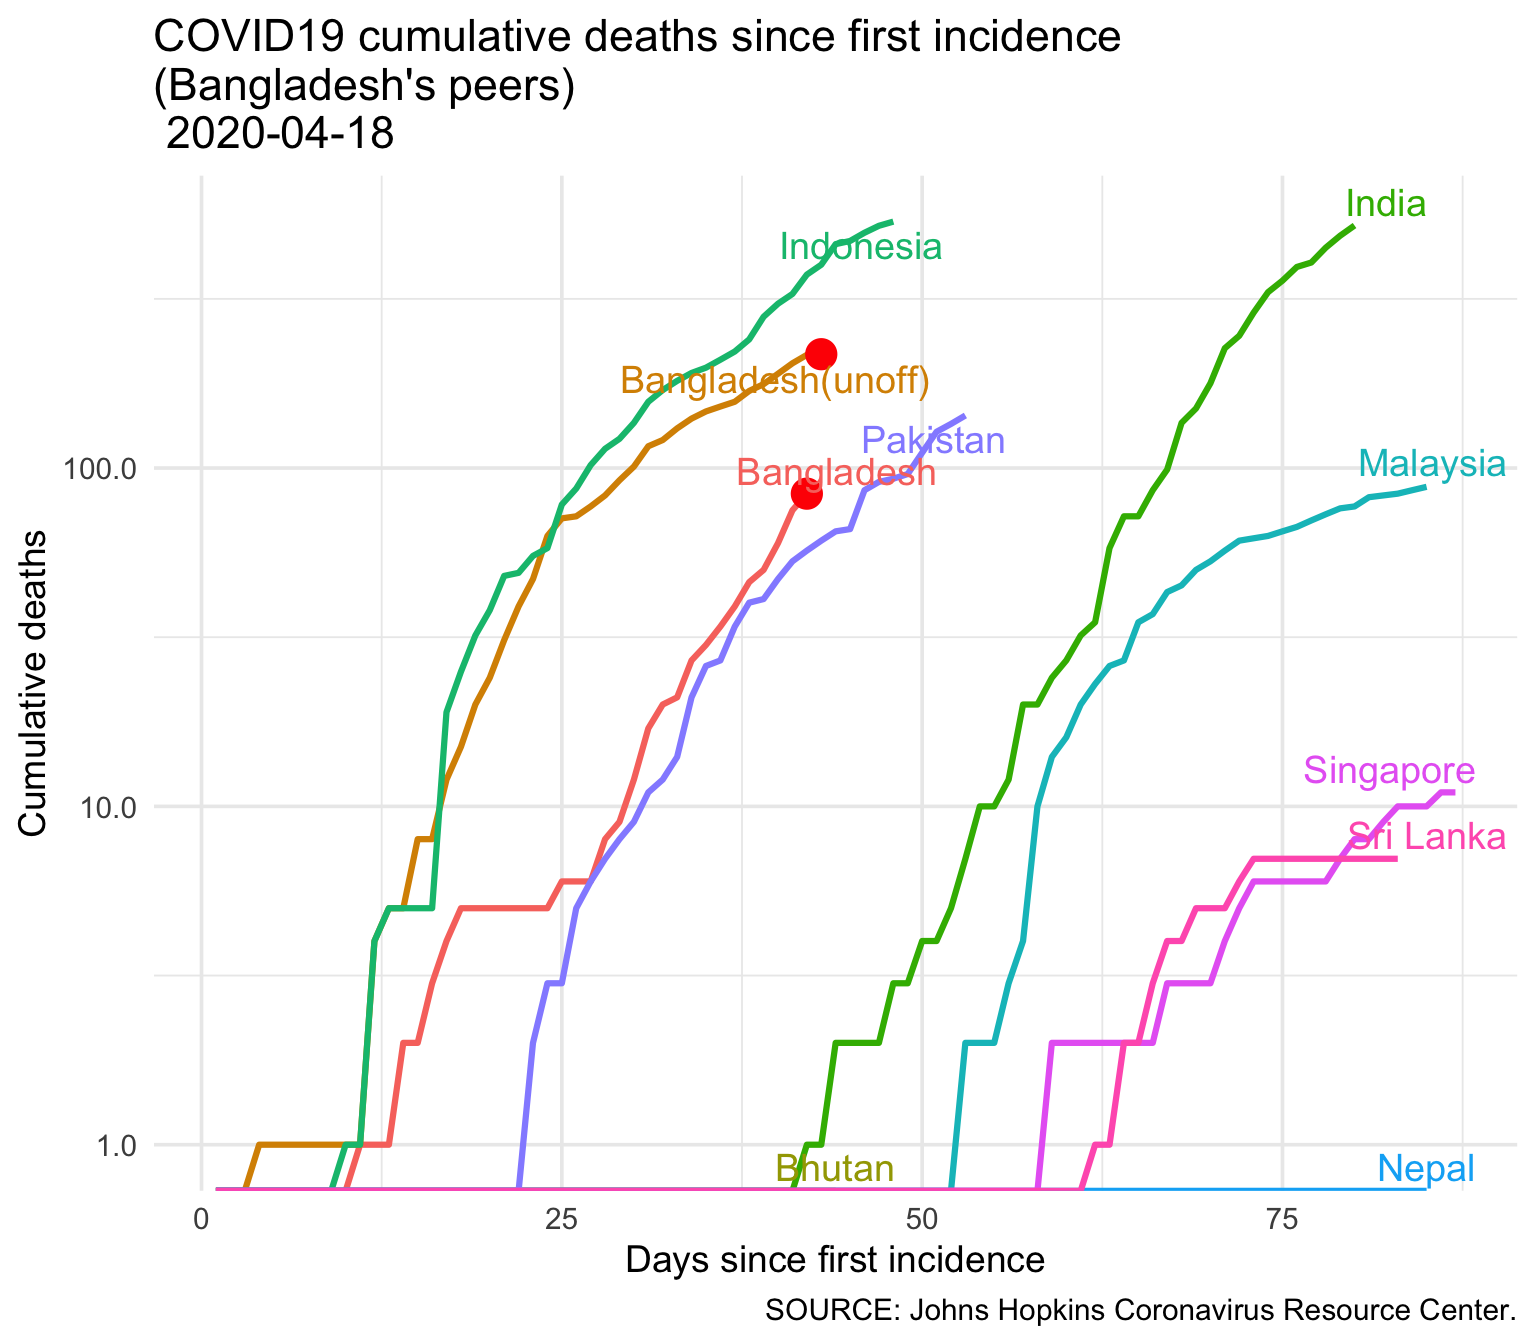 COVID19 cumulative deaths since first incidence
(Bangladesh's peers)
2020-04-18
India
Indonesia
Bangladesh(unoff)
Pakistan
Malaysia
Bangladesh
100.0
Singapore
10.0
Sri Lanka
1.0
Bhutan
Nepal
Cumulative deaths
0 25 50 75
Days since first incidence
SOURCE: Johns Hopkins Coronavirus Resource Center.